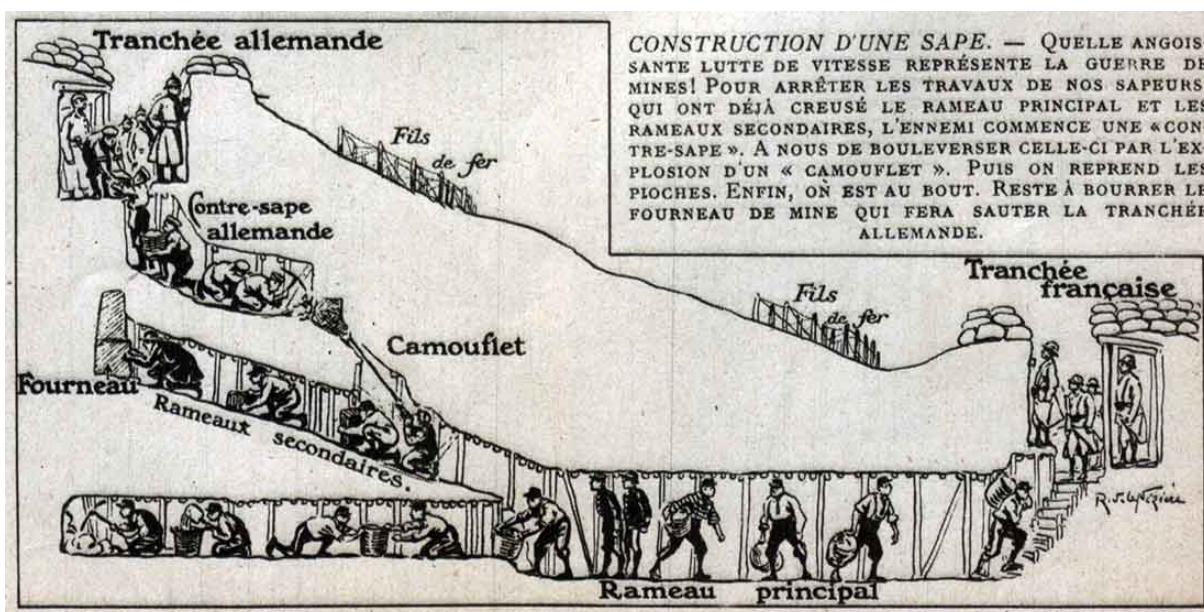 Tranchée allemande
CONSTRUCTION D'UNE SAPE. — QUELLE ANGOIS
SANTE LUTTE DE VITESSE REPRÉSENTE LA GUERRE DE
MINES! POUR ARRÊTER LES TRAVAUX DE NOS SAPEURS
QUI ONT DÉJÀ CREUSÉ LE RAMEAU PRINCIPAL ET LES
RAMEAUX SECONDAIRES, L'ENNEMI COMMENCE UNE «CON
TRE-SAPE». A NOUS DE BOULEVERSER CELLE-CI PAR L'EX-
PLOSION D'UN « CAMOUFLET ». PUIS ON REPREND LES
PIOCHES. ENFIN, ON EST AU BOUT. RESTE À BOURRER LE
FOURNEAU DE MINE QUI FERA SAUTER LA TRANCHÉE
ALLEMANDE.
Fils
de fer
Contre-sape
allemande
Tranchée
française
Fils
de fer
Camouflet
Fourneau
Rameaux secondaires.
Rameau principal